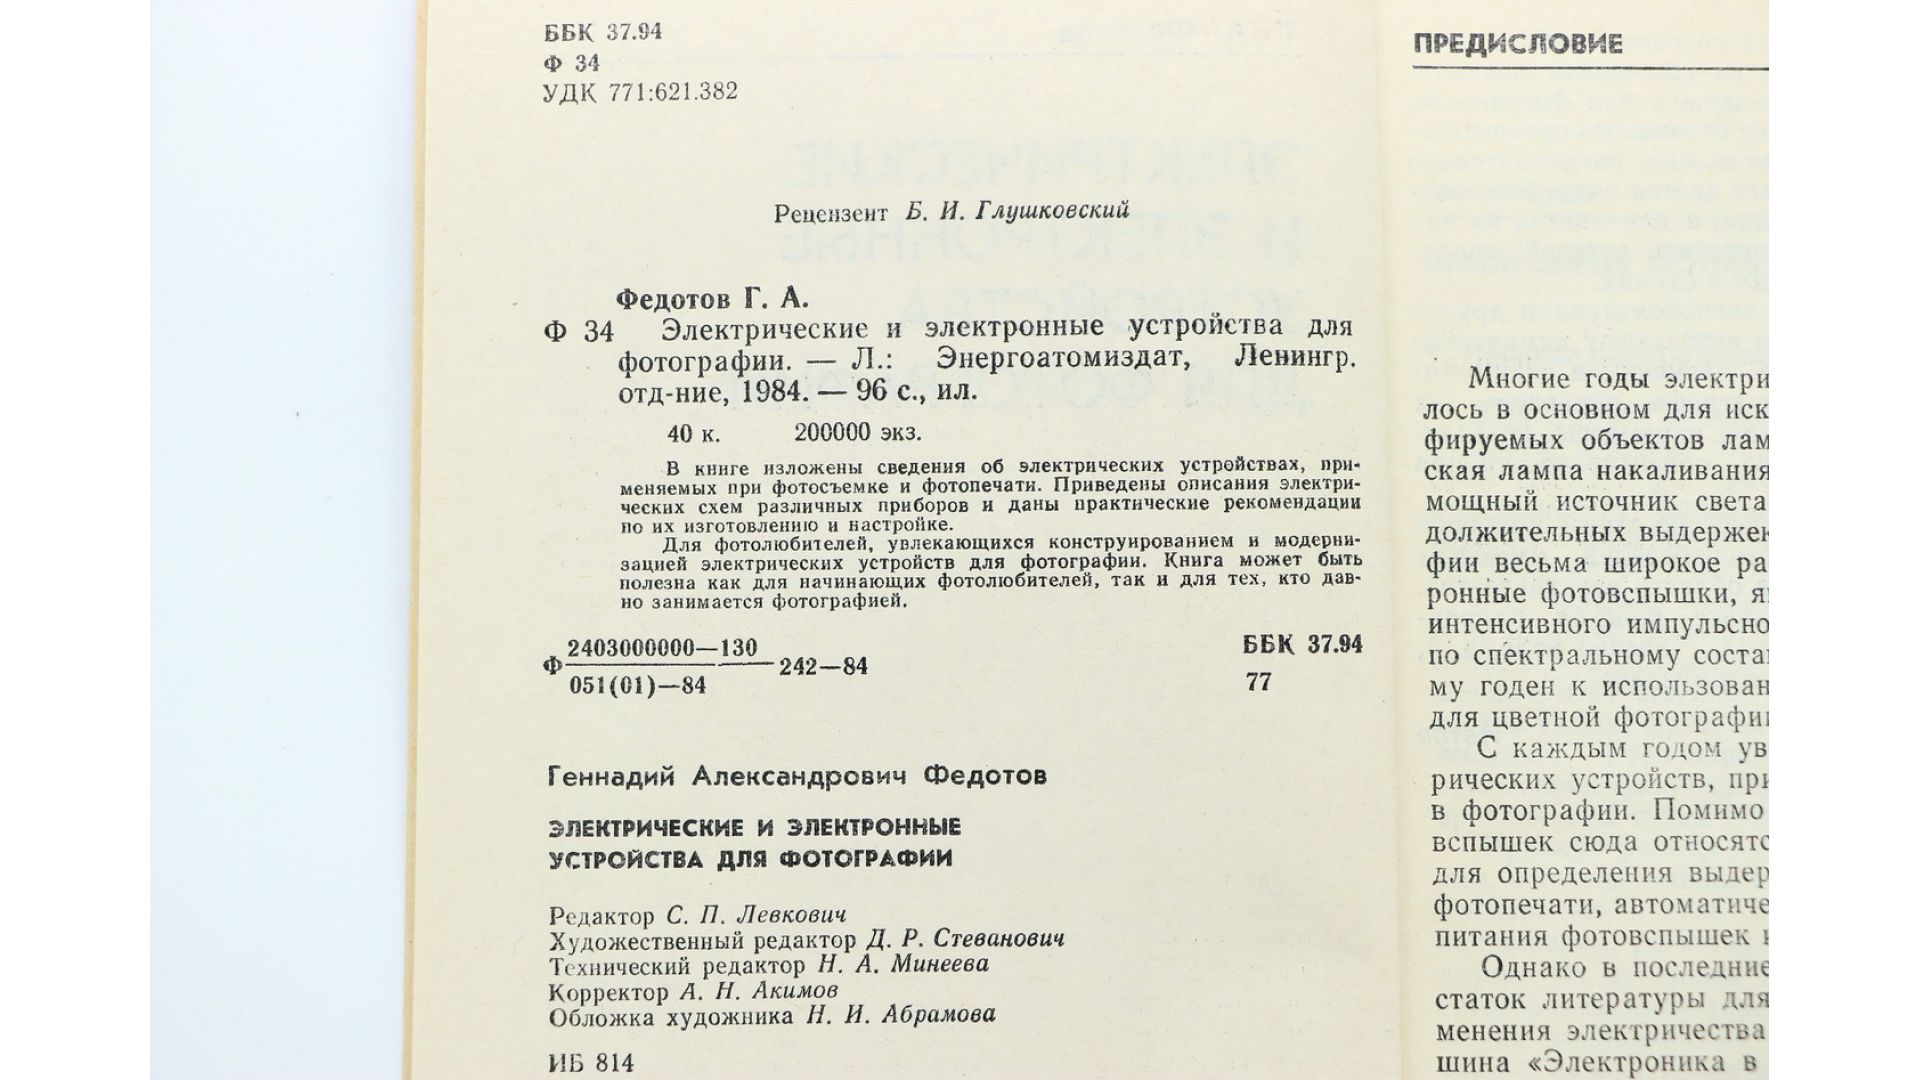 ББК 37.94
Ф 34
УДК 771:621.382
Рецензент Б. И. Глушковский
Федотов Г. А.
Ф 34 Электрические и электронные устройства для
фотографии. — Л.: Энергоатомиздат, Ленингр.
отд-ние, 1984. — 96 с., ил.
40 к. 200000 экз.
В книге изложены сведения об электрических устройствах, при-
меняемых при фотосъемке и фотопечати. Приведены описания электри-
ческих схем различных приборов и даны практические рекомендации
по их изготовлению и настройке.
Для фотолюбителей, увлекающихся конструированием и модерни-
зацией электрических устройств для фотографии. Книга может быть
полезна как для начинающих фотолюбителей, так и для тех, кто дав-
но занимается фотографией.
2403000000—130
Ф 242—84
051(01)—84
ББК 37.94
77
Геннадий Александрович Федотов
ЭЛЕКТРИЧЕСКИЕ И ЭЛЕКТРОННЫЕ
УСТРОЙСТВА ДЛЯ ФОТОГРАФИИ
Редактор С. П. Левкович
Художественный редактор Д. Р. Стеванович
Технический редактор Н. А. Минеева
Корректор А. Н. Акимов
Обложка художника Н. И. Абрамова
ИБ 814
ПРЕДИСЛОВИЕ
Многие годы электри
лось в основном для иск
фируемых объектов лам
ская лампа накаливания
мощный источник света
должительных выдержек
фии весьма широкое ра
ронные фотовспышки, я
интенсивного импульсно
по спектральному соста
му годен к использован
для цветной фотографии
С каждым годом ув
рических устройств, при
в фотографии. Помимо
вспышек сюда относятс
для определения выдер
фотопечати, автоматиче
питания фотовспышек
Однако в последние
статок литературы для
менения электричества
шина «Электроника в